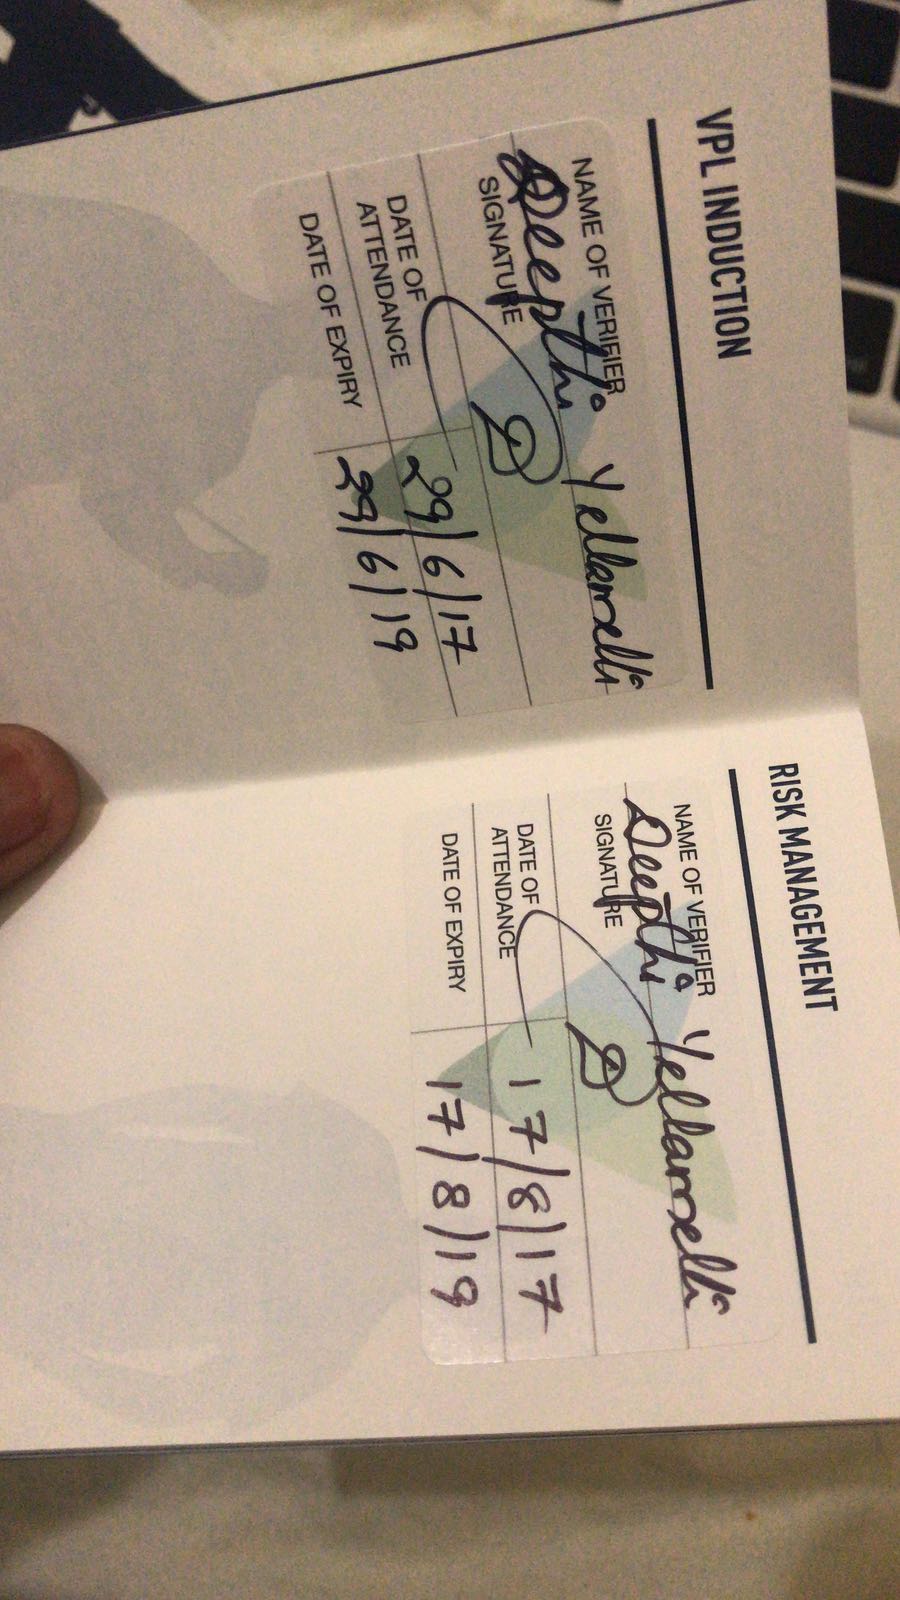 VPL INDUCTION
NAME OF VERIFIER
Deepthi Yellamelli
SIGNATURE
DATE OF
ATTENDANCE
29/6/17
DATE OF EXPIRY
29/6/19
RISK MANAGEMENT
NAME OF VERIFIER
Deepthi Yellamelli
SIGNATURE
DATE OF
ATTENDANCE
17/8/17
DATE OF EXPIRY
17/8/19